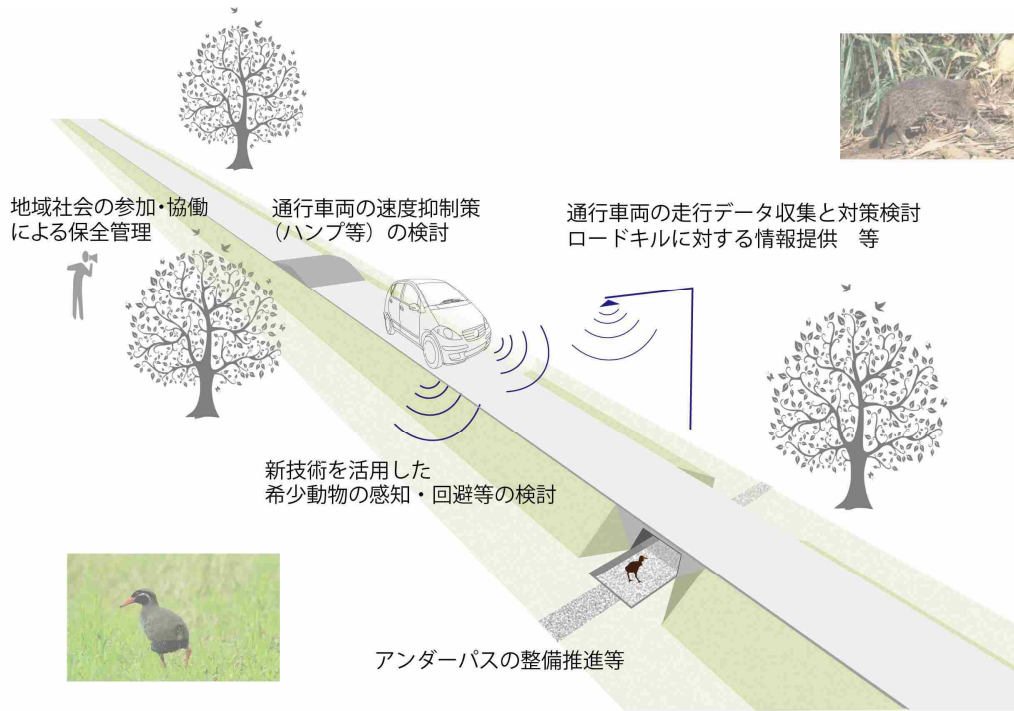 地域社会の参加・協働
による保全管理
通行車両の速度抑制策
（ハンプ等）の検討
通行車両の走行データ収集と対策検討
ロードキルに対する情報提供　等
新技術を活用した
希少動物の感知・回避等の検討
アンダーパスの整備推進等